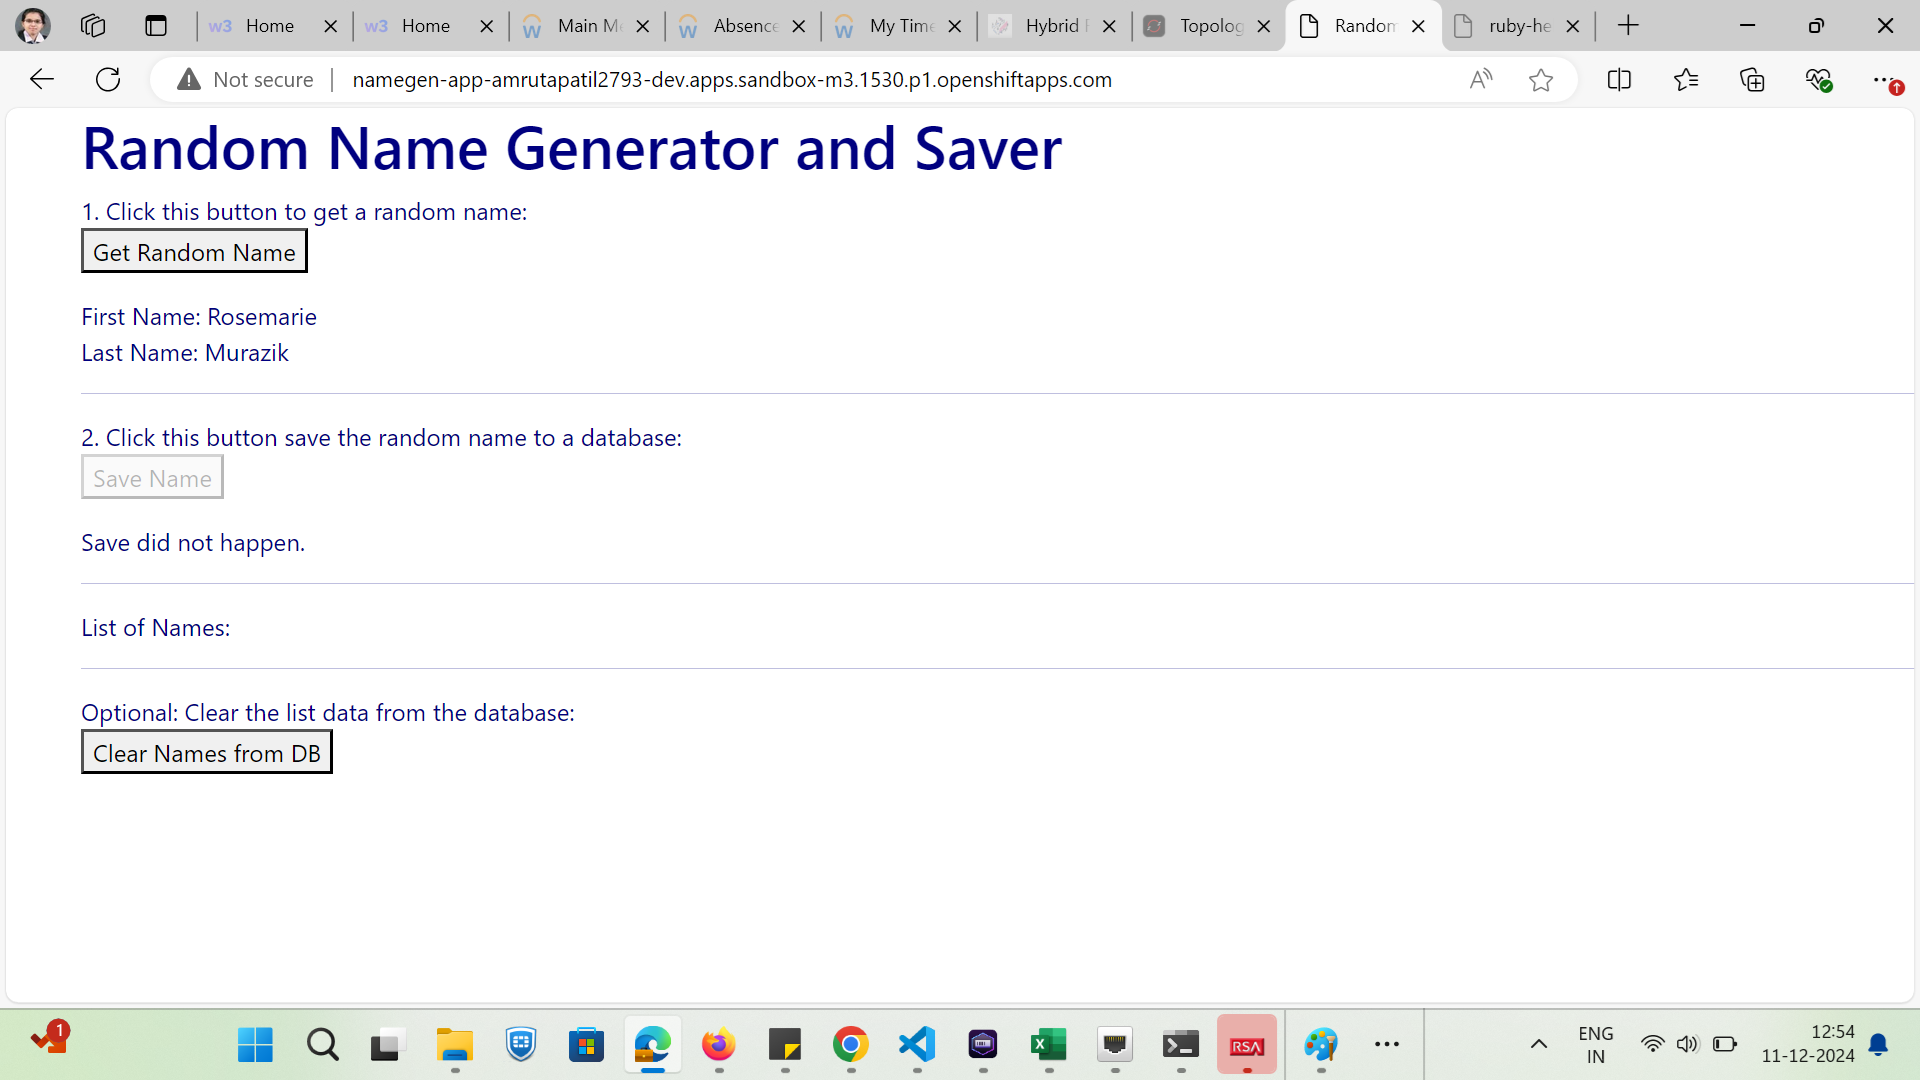 w3 Home
w3 Home
Main Me
Absence
My Time
Hybrid
Topolog
Random
ruby-he
Not secure
namegen-app-amrutapatil2793-dev.apps.sandbox-m3.1530.p1.openshiftapps.com
Random Name Generator and Saver
1. Click this button to get a random name:
Get Random Name
First Name: Rosemarie
Last Name: Murazik
2. Click this button save the random name to a database:
Save Name
Save did not happen.
List of Names:
Optional: Clear the list data from the database:
Clear Names from DB
1
RSA
ENG
IN
12:54
11-12-2024